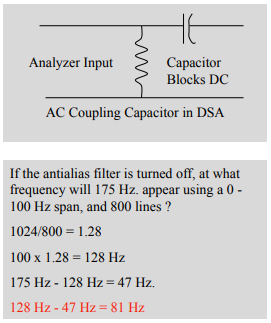 Analyzer Input
Capacitor
Blocks DC
AC Coupling Capacitor in DSA
If the antialias filter is turned off, at what
frequency will 175 Hz. appear using a 0 -
100 Hz span, and 800 lines ?
1024/800 = 1.28
100 x 1.28 = 128 Hz
175 Hz - 128 Hz = 47 Hz.
128 Hz - 47 Hz = 81 Hz